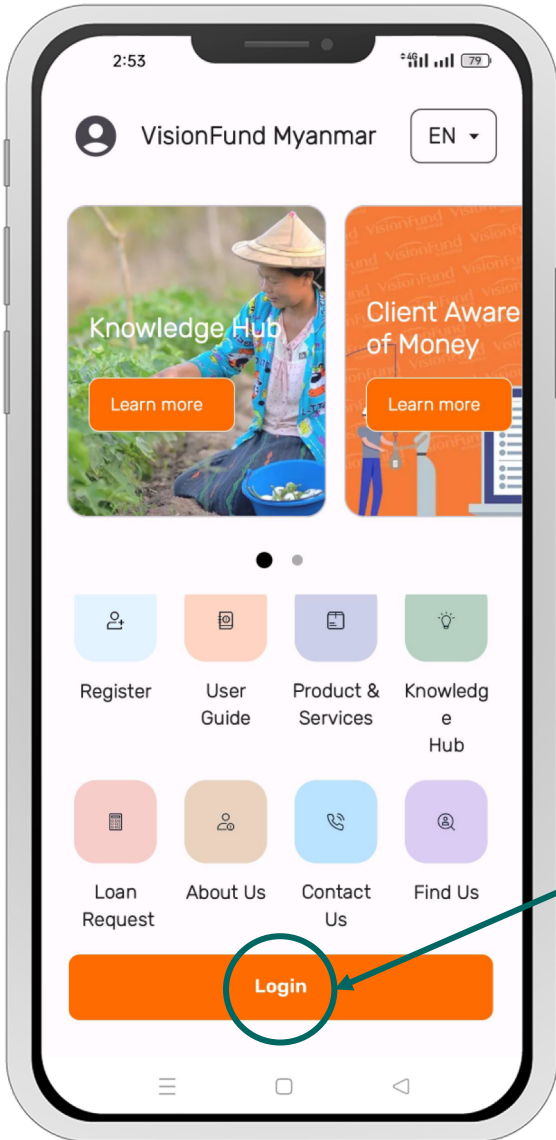 2:53
4G 79
VisionFund Myanmar
EN
Knowledge Hub
Learn more
Client Aware
of Money
Learn more
Register
User
Guide
Product &
Services
Knowledg
e
Hub
Loan
Request
About Us
Contact
Us
Find Us
Login